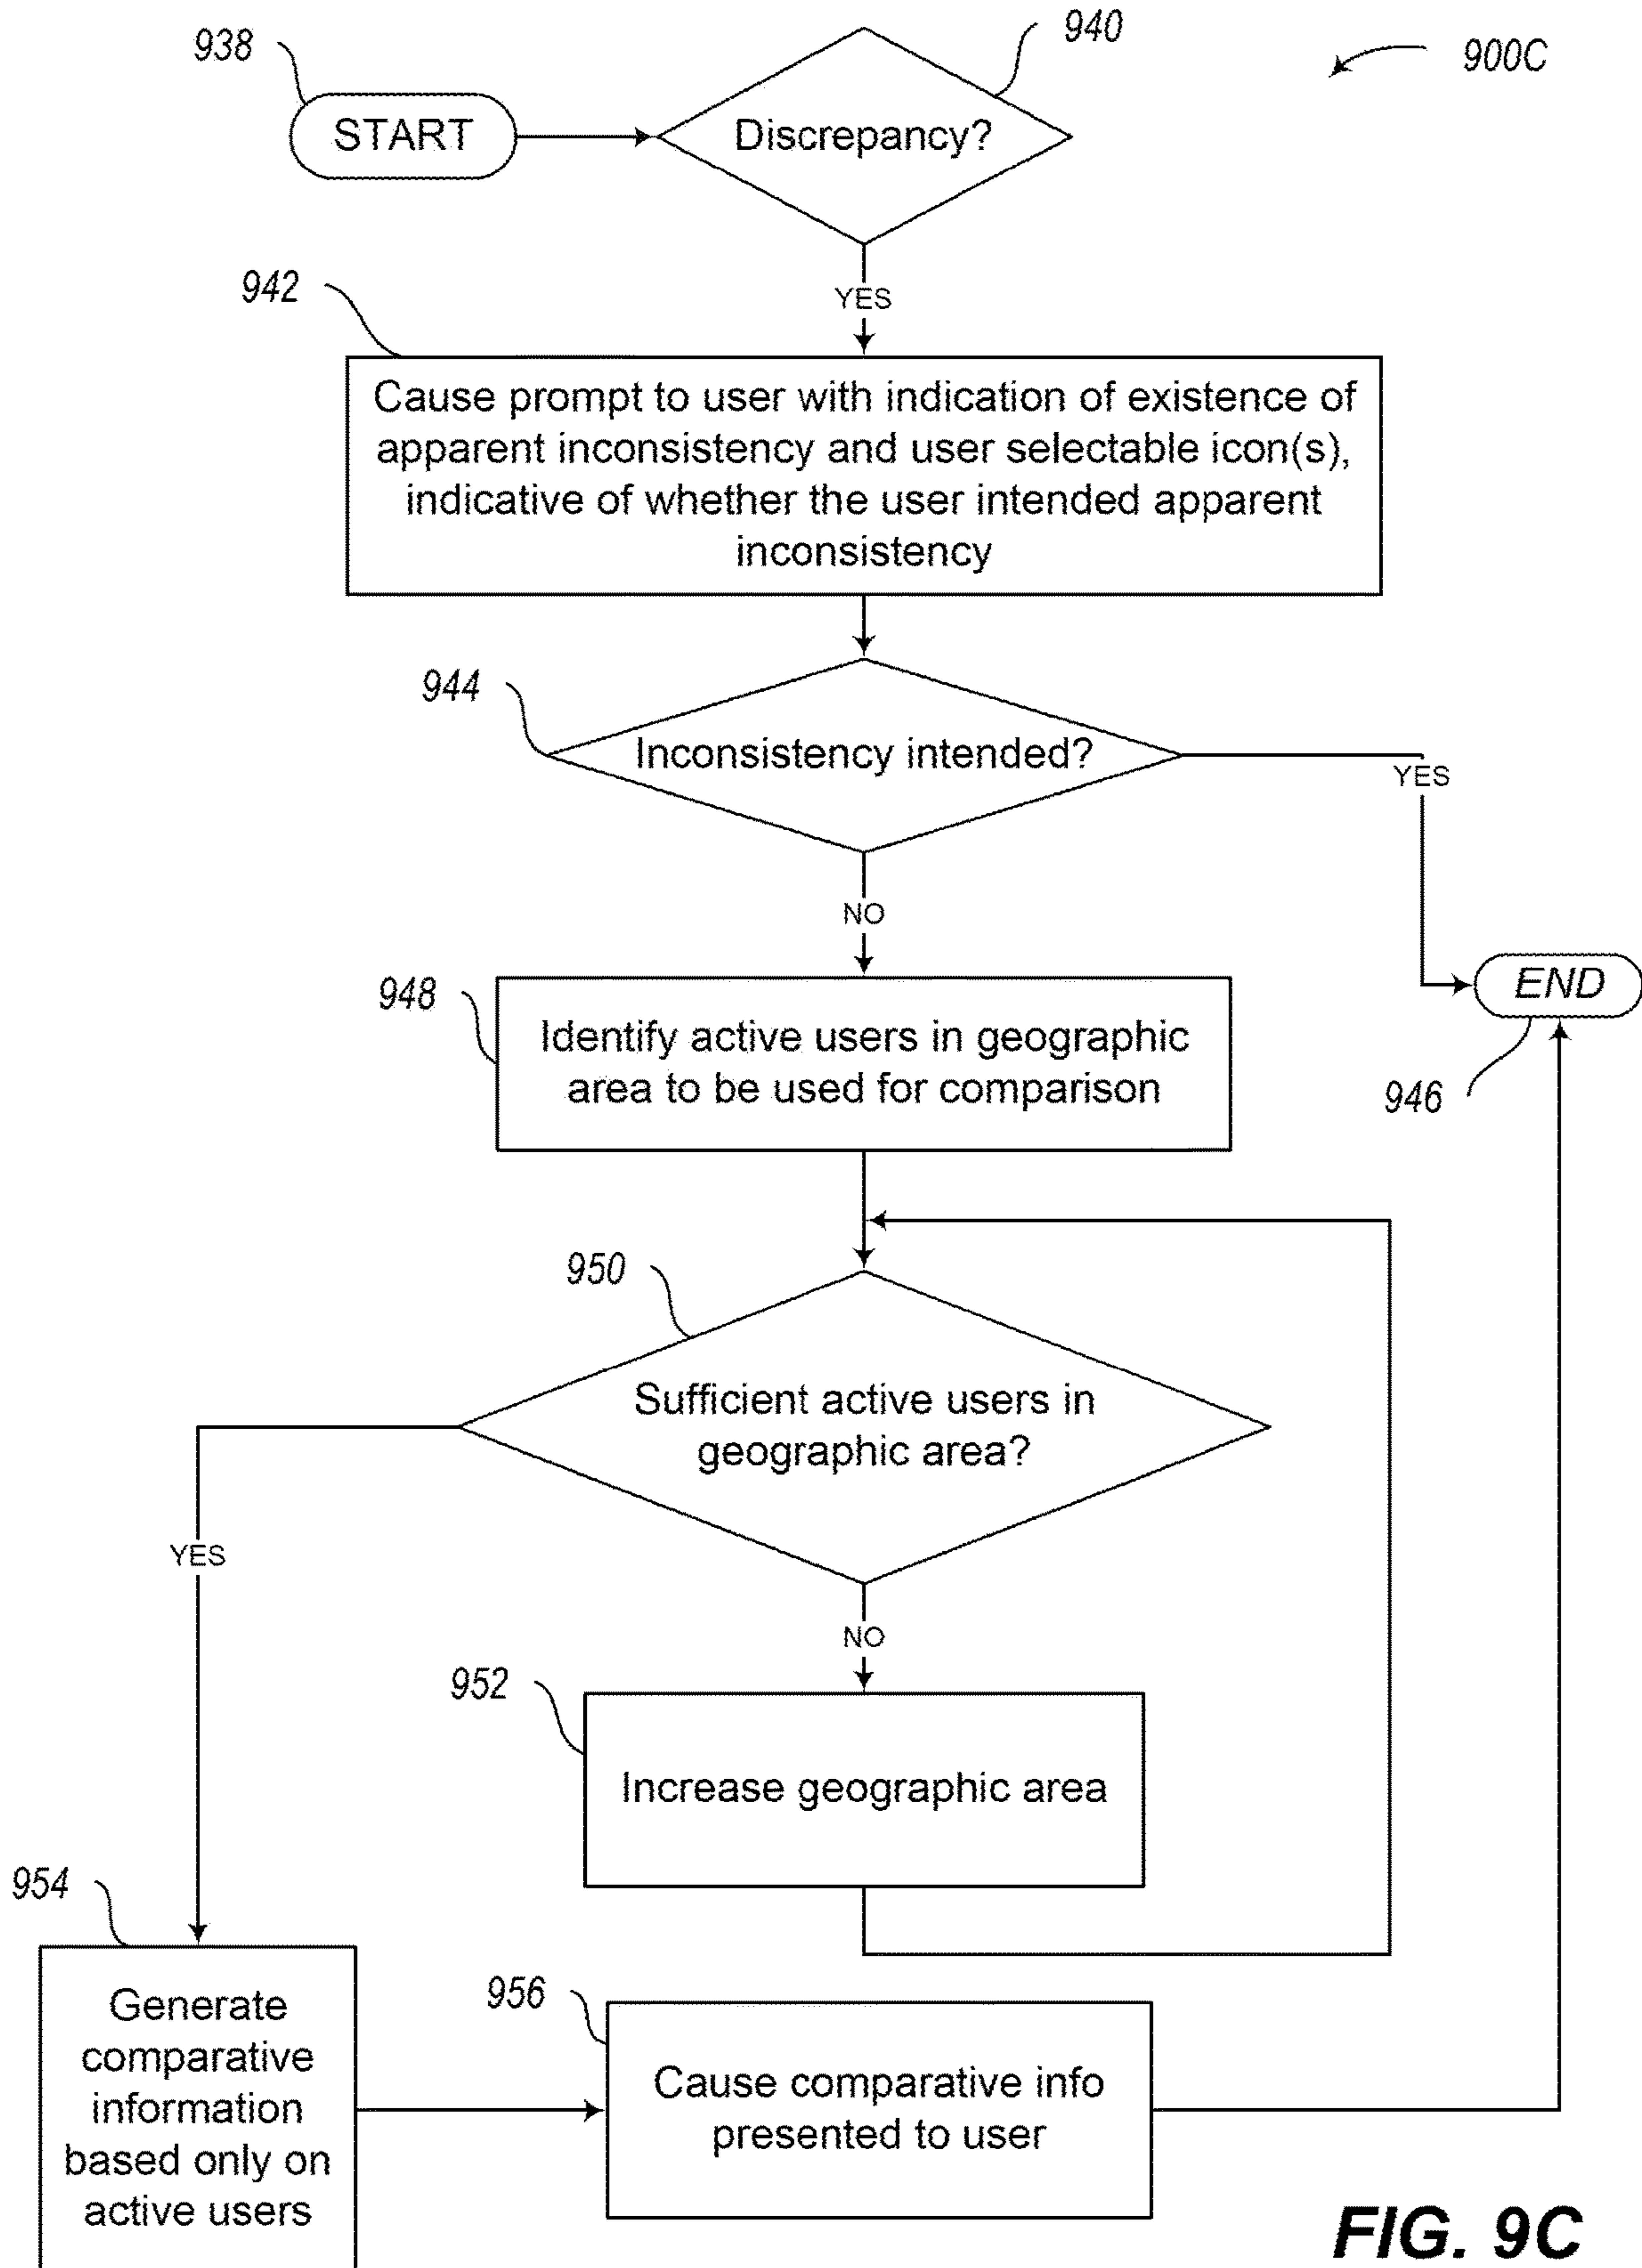 938
940
900C
START
Discrepancy?
942
YES
Cause prompt to user with indication of existence of
apparent inconsistency and user selectable icon(s),
indicative of whether the user intended apparent
inconsistency
944
Inconsistency intended?
YES
NO
948
Identify active users in geographic
area to be used for comparison
END
946
950
Sufficient active users in
geographic area?
YES
NO
952
Increase geographic area
954
Generate
comparative
information
based only on
active users
956
Cause comparative info
presented to user
FIG. 9C